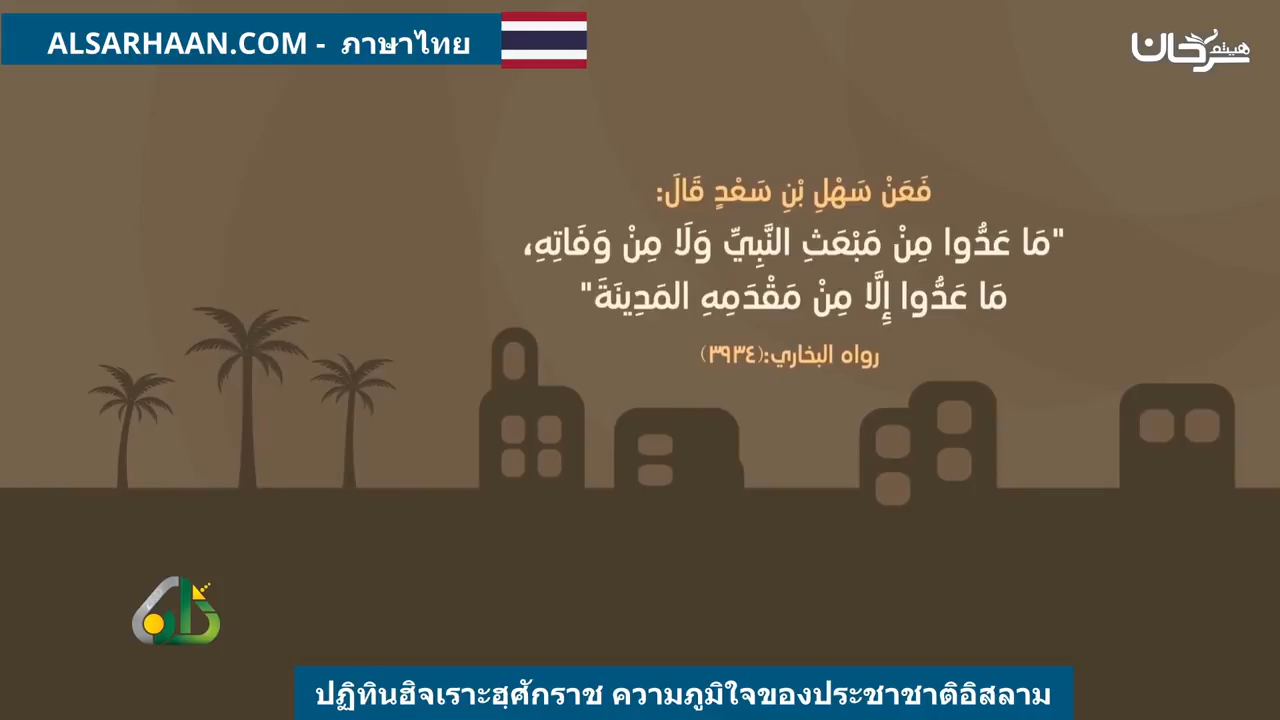 ALSARHAAN.COM - ภาษาไทย
هيثم سرحان
فَعَنْ سَهْلِ بْنِ سَعْدٍ قَالَ:
"مَا عَدُّوا مِنْ مَبْعَثِ النَّبِيِّ وَلَا مِنْ وَفَاتِهِ،
مَا عَدُّوا إِلَّا مِنْ مَقْدَمِهِ المَدِينَةَ"
رواه البخاري:(٣٩٣٤)
ปฏิทินฮิจเราะฮฺศักราช ความภูมิใจของประชาชาติอิสลาม